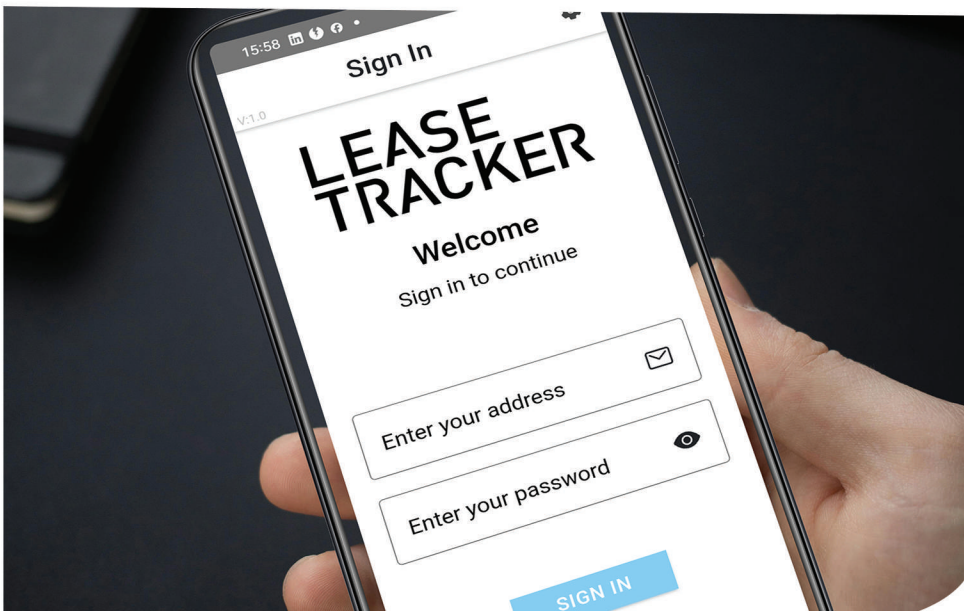 15:58
Sign In
V:1.0
LEASE
TRACKER
Welcome
Sign in to continue
Enter your address
Enter your password
SIGN IN